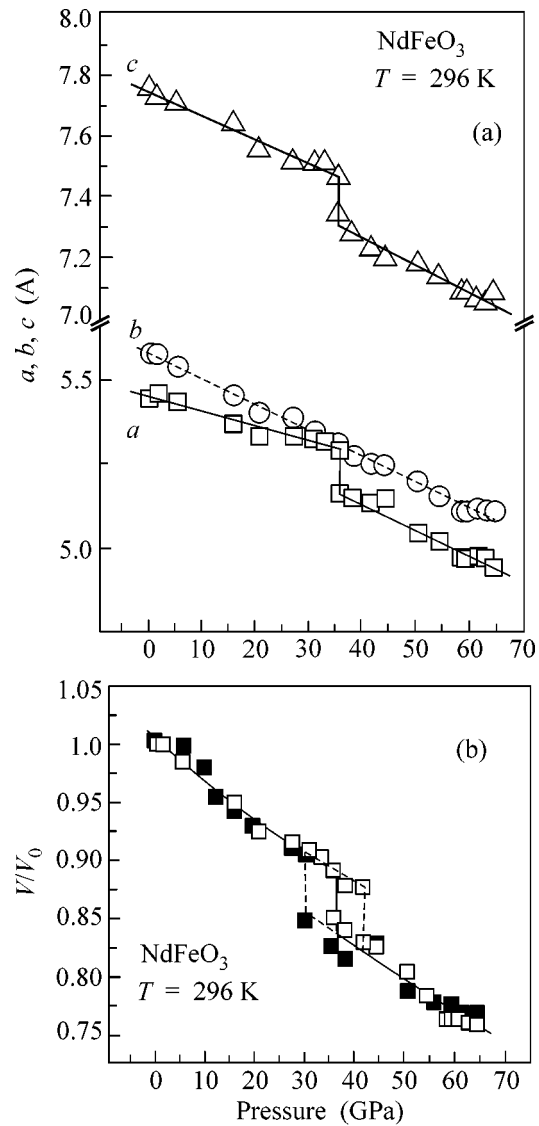 8.0
NdFeO3
T = 296 K
(a)
c
7.8
7.6
7.4
7.2
7.0
a, b, c (A)
b
5.5
a
5.0
0 10 20 30 40 50 60 70
1.05
(b)
1.0
0.95
0.90
V/V0
0.85
0.80
0.75
NdFeO3
T = 296 K
0 10 20 30 40 50 60 70
Pressure (GPa)